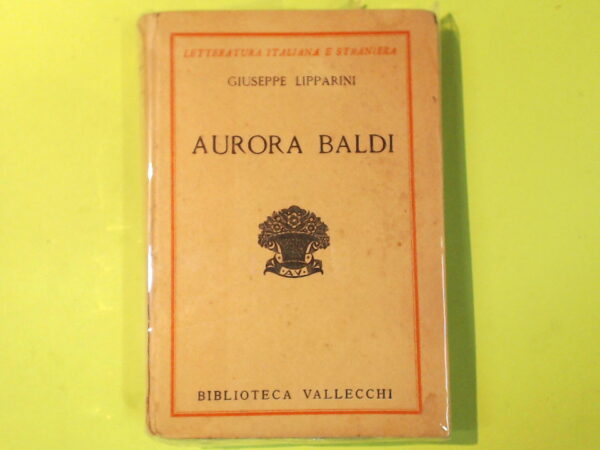 LETTERATURA ITALIANA E STRANIERA
GIUSEPPE LIPPARINI
AURORA BALDI
A.V.
BIBLIOTECA VALLECCHI